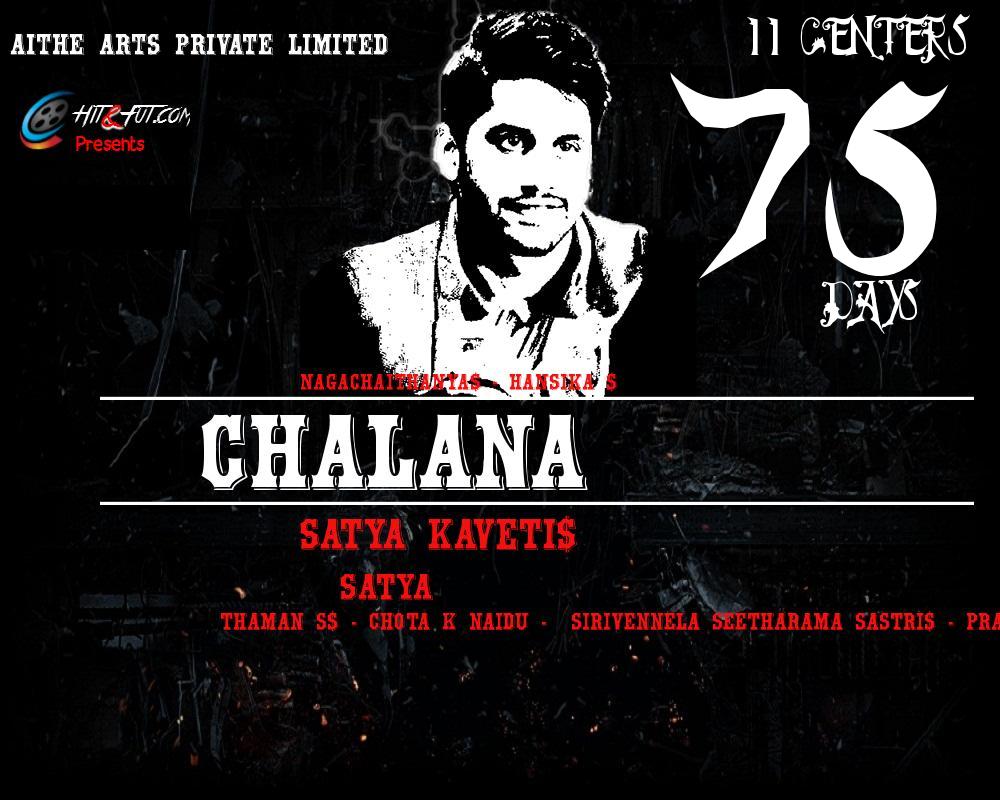 AITHE ARTS PRIVATE LIMITED
11 CENTERS
75
DAYS
HIT&FUT.COM
Presents
NAGACHAITHANYA$ - HANSIKA $
CHALANA
SATYA KAVETI$
SATYA
THAMAN S$ - CHOTA.K NAIDU - SIRIVENNELA SEETHARAMA SASTRI$ - PRA